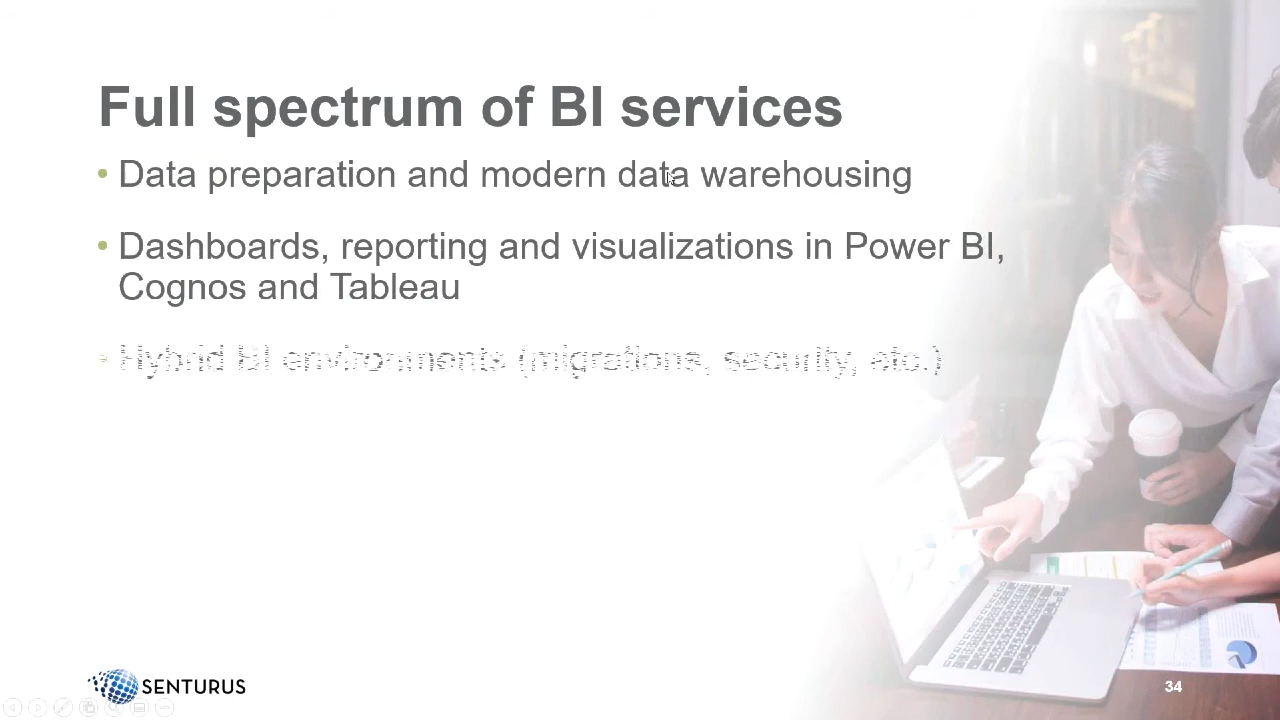 Full spectrum of BI services
• Data preparation and modern data warehousing
• Dashboards, reporting and visualizations in Power BI,
Cognos and Tableau
• Hybrid BI environments (migrations, security, etc.)
SENTURUS
34